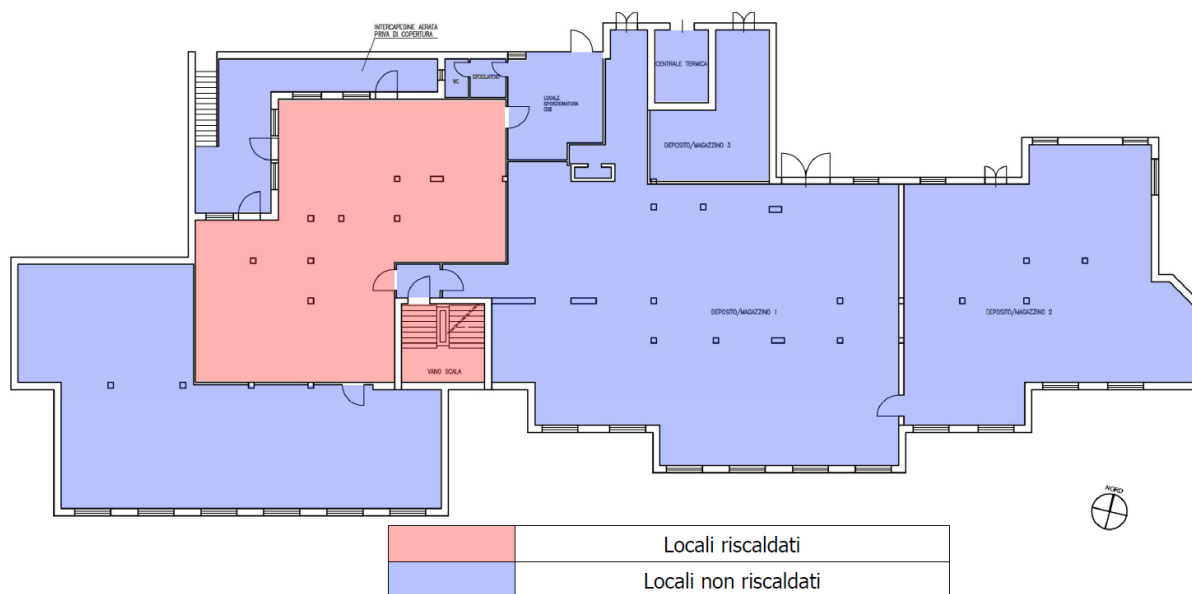 INTERCAPEDINE AERATA
PRIVA DI COPERTURA
WC
SPOGLIATOIO
LOCALE
SPORZIONATURA
CIBI
CENTRALE TERMICA
DEPOSITO/MAGAZZINO 3
DEPOSITO/MAGAZZINO 1
DEPOSITO/MAGAZZINO 2
VANO SCALA
NORD
Locali riscaldati
Locali non riscaldati